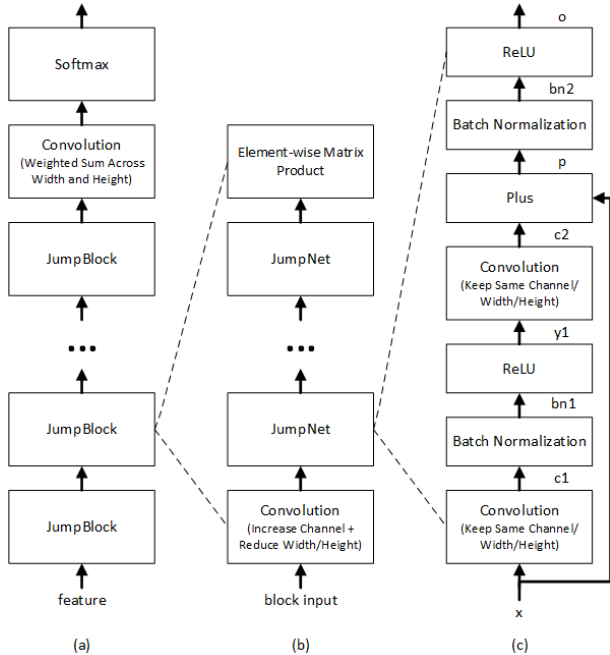 Softmax
Convolution
(Weighted Sum Across
Width and Height)
JumpBlock
...
JumpBlock
JumpBlock
feature
(a)
Element-wise Matrix
Product
JumpNet
...
JumpNet
Convolution
(Increase Channel +
Reduce Width/Height)
block input
(b)
o
ReLU
bn2
Batch Normalization
p
Plus
c2
Convolution
(Keep Same Channel/
Width/Height)
y1
ReLU
bn1
Batch Normalization
c1
Convolution
(Keep Same Channel/
Width/Height)
x
(c)